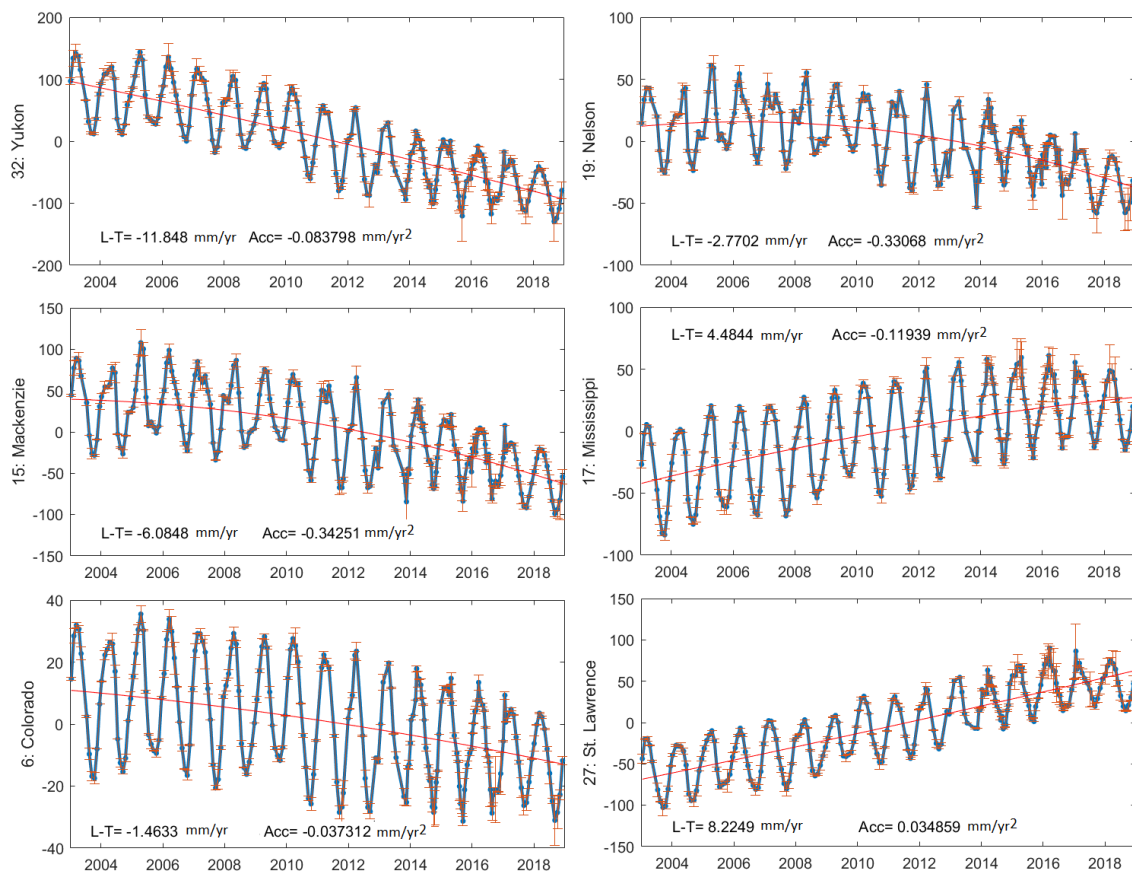 32: Yukon
200
100
0
-100
-200
L-T= -11.848 mm/yr Acc= -0.083798 mm/yr2
2004 2006 2008 2010 2012 2014 2016 2018
19: Nelson
100
50
0
-50
-100
L-T= -2.7702 mm/yr Acc= -0.33068 mm/yr2
2004 2006 2008 2010 2012 2014 2016 2018
15: Mackenzie
150
100
50
0
-50
-100
-150
L-T= -6.0848 mm/yr Acc= -0.34251 mm/yr2
2004 2006 2008 2010 2012 2014 2016 2018
17: Mississippi
100
50
0
-50
-100
L-T= 4.4844 mm/yr Acc= -0.11939 mm/yr2
2004 2006 2008 2010 2012 2014 2016 2018
6: Colorado
40
20
0
-20
-40
L-T= -1.4633 mm/yr Acc= -0.037312 mm/yr2
2004 2006 2008 2010 2012 2014 2016 2018
27: St. Lawrence
150
100
50
0
-50
-100
-150
L-T= 8.2249 mm/yr Acc= 0.034859 mm/yr2
2004 2006 2008 2010 2012 2014 2016 2018